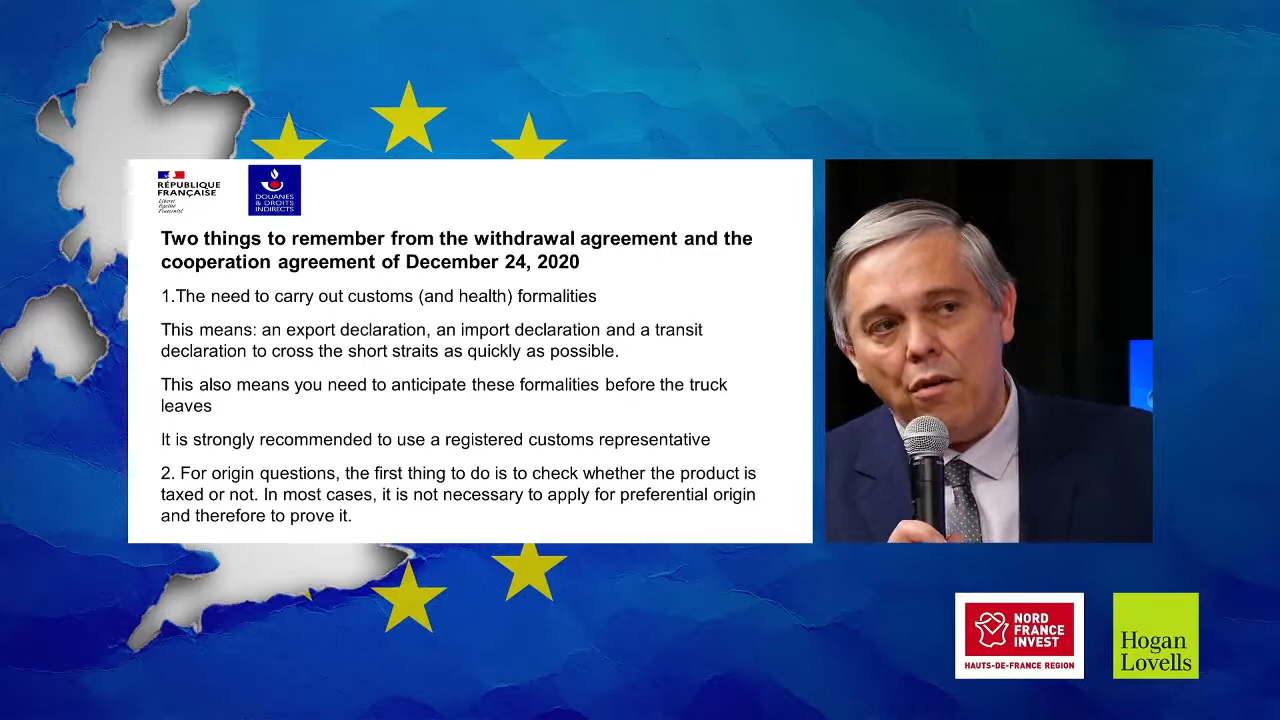 RÉPUBLIQUE
FRANÇAISE
Liberté
Égalité
Fraternité
DOUANES
& DROITS
INDIRECTS
Two things to remember from the withdrawal agreement and the
cooperation agreement of December 24, 2020
1.The need to carry out customs (and health) formalities
This means: an export declaration, an import declaration and a transit
declaration to cross the short straits as quickly as possible.
This also means you need to anticipate these formalities before the truck
leaves
It is strongly recommended to use a registered customs representative
2. For origin questions, the first thing to do is to check whether the product is
taxed or not. In most cases, it is not necessary to apply for preferential origin
and therefore to prove it.
NORD
FRANCE
INVEST
HAUTS-DE-FRANCE REGION
Hogan
Lovells